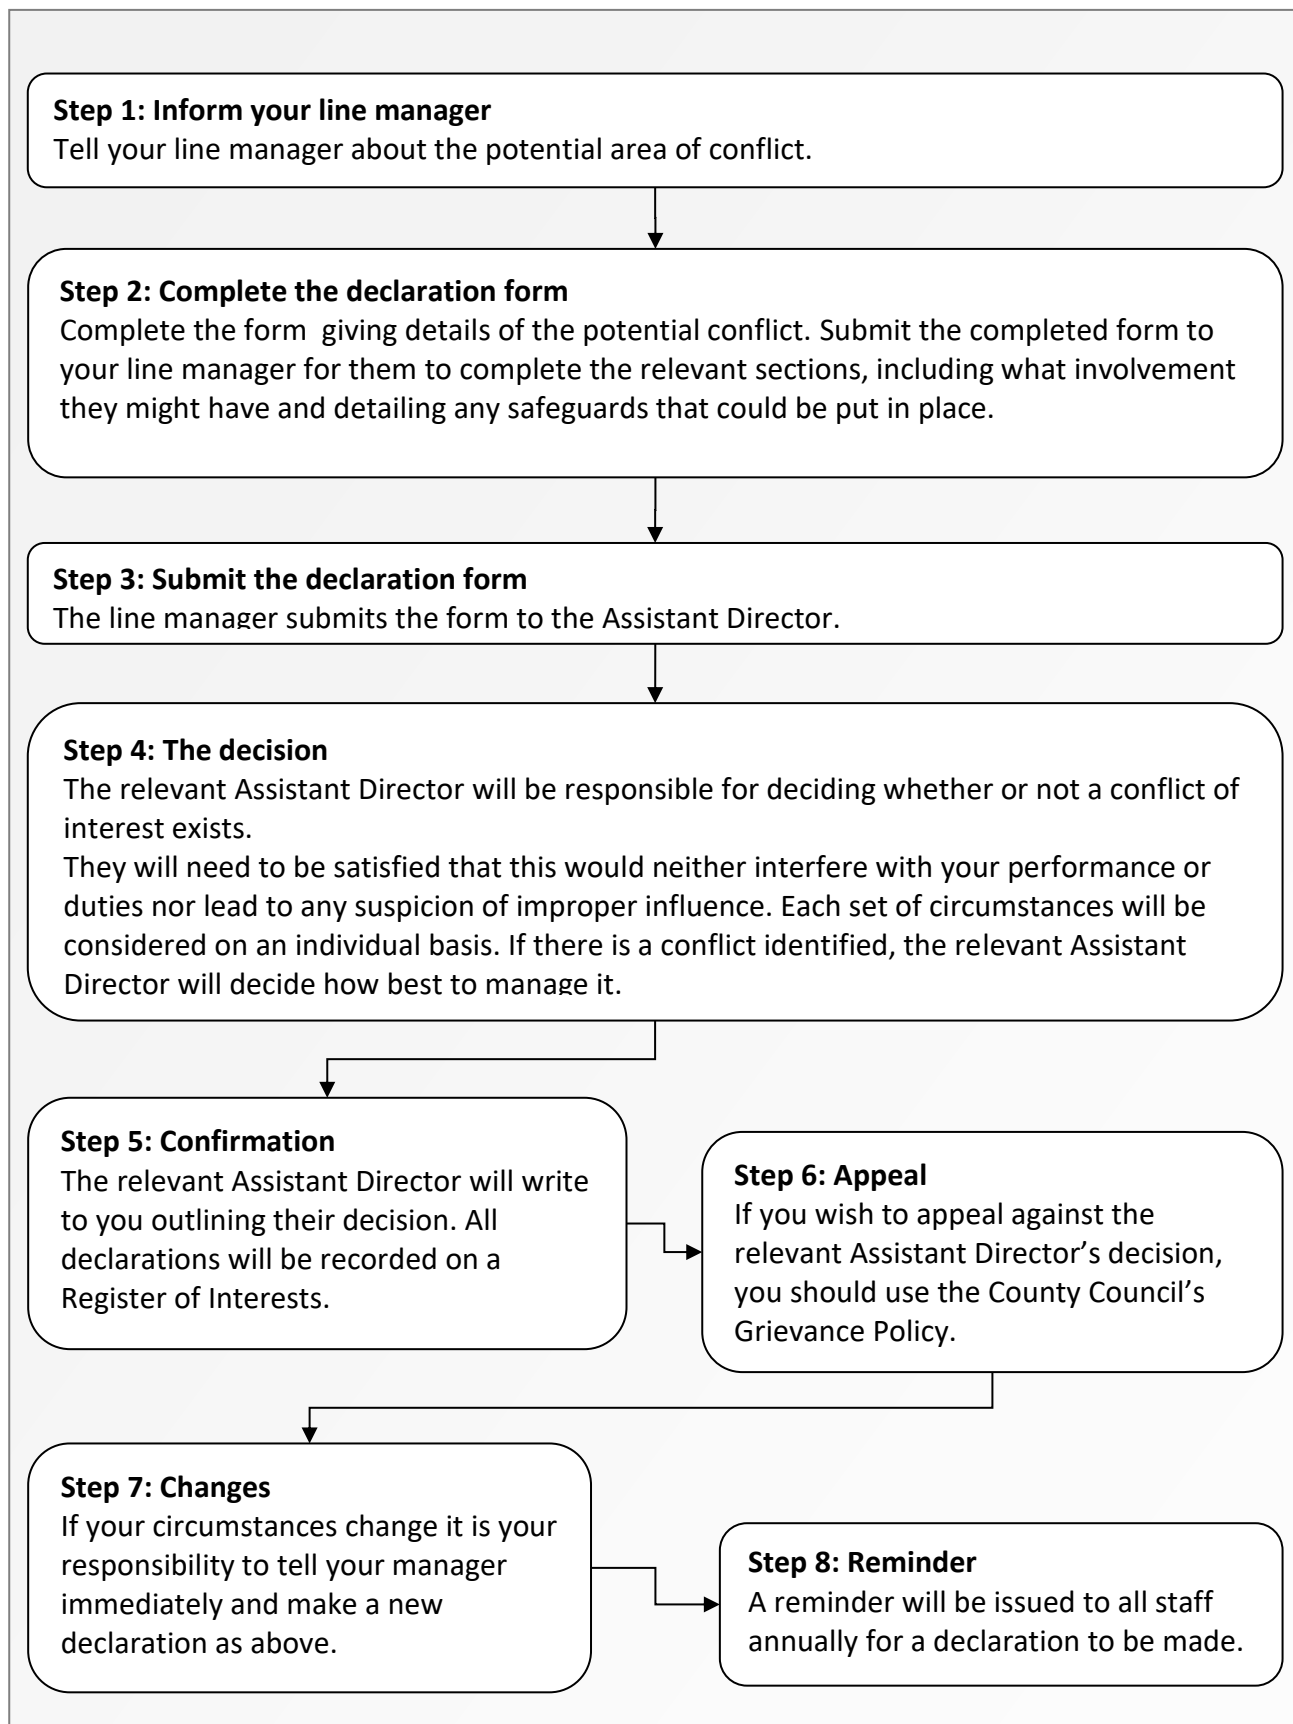 Step 1: Inform your line manager
Tell your line manager about the potential area of conflict.
Step 2: Complete the declaration form
Complete the form  giving details of the potential conflict. Submit the completed form to
your line manager for them to complete the relevant sections, including what involvement
they might have and detailing any safeguards that could be put in place.
Step 3: Submit the declaration form
The line manager submits the form to the Assistant Director.
Step 4: The decision
The relevant Assistant Director will be responsible for deciding whether or not a conflict of
interest exists.
They will need to be satisfied that this would neither interfere with your performance or
duties nor lead to any suspicion of improper influence. Each set of circumstances will be
considered on an individual basis. If there is a conflict identified, the relevant Assistant
Director will decide how best to manage it.
Step 5: Confirmation
The relevant Assistant Director will write
to you outlining their decision. All
declarations will be recorded on a
Register of Interests.
Step 6: Appeal
If you wish to appeal against the
relevant Assistant Director’s decision,
you should use the County Council’s
Grievance Policy.
Step 7: Changes
If your circumstances change it is your
responsibility to tell your manager
immediately and make a new
declaration as above.
Step 8: Reminder
A reminder will be issued to all staff
annually for a declaration to be made.